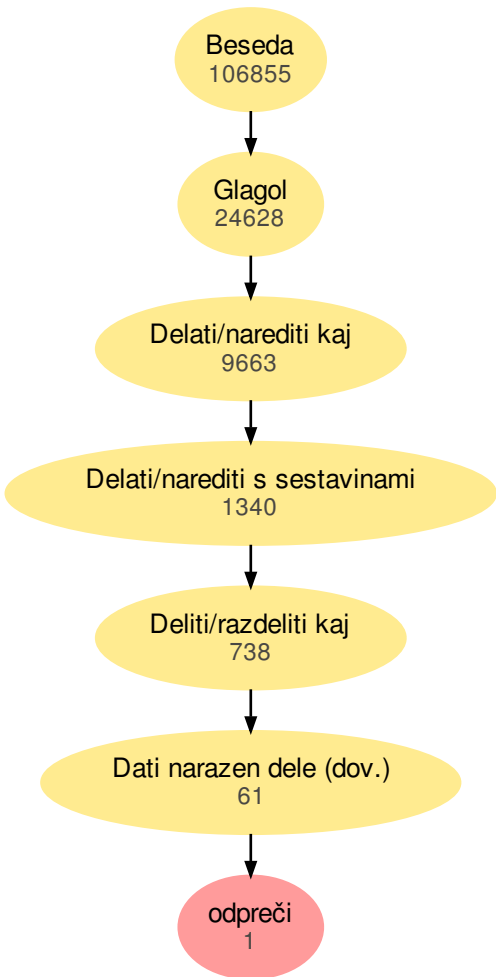 Beseda
106855
Glagol
24628
Delati/narediti kaj
9663
Delati/narediti s sestavinami
1340
Deliti/razdeliti kaj
738
Dati narazen dele (dov.)
61
odpreči
1